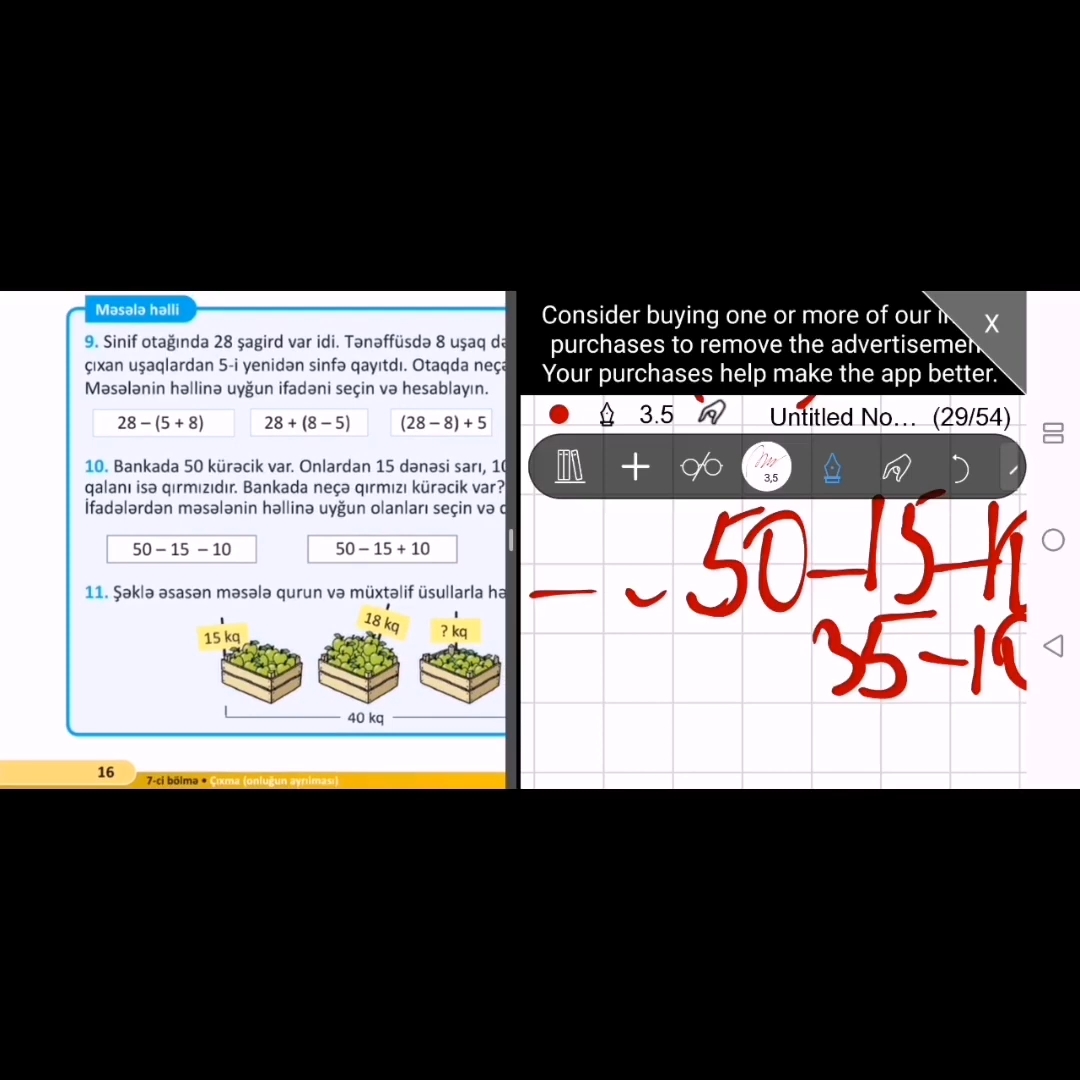 Məsələ həlli
9. Sinif otağında 28 şagird var idi. Tənəffüsdə 8 uşaq
çıxan uşaqlardan 5-i yenidən sinfə qayıtdı. Otaqda
Məsələnin həllinə uyğun ifadəni seçin və hesablayın.
28 – (5 + 8) 28 + (8 – 5) (28 – 8) + 5
10. Bankada 50 kürəcik var. Onlardan 15 dənəsi sarı,
qalanı isə qırmızıdır. Bankada neçə qırmızı kürəcik var?
İfadələrdən məsələnin həllinə uyğun olanları seçin və
50 – 15 – 10 50 – 15 + 10
11. Şəklə əsasən məsələ qurun və müxtəlif üsullarla
15 kq 18 kq ? kq
40 kq
16 7-ci bölmə • Çıxma (onluğun ayrılması)
Consider buying one or more of our
purchases to remove the
Your purchases help make the app better.
X
3.5 Untitled No... (29/54)
3,5
50-15-
35-